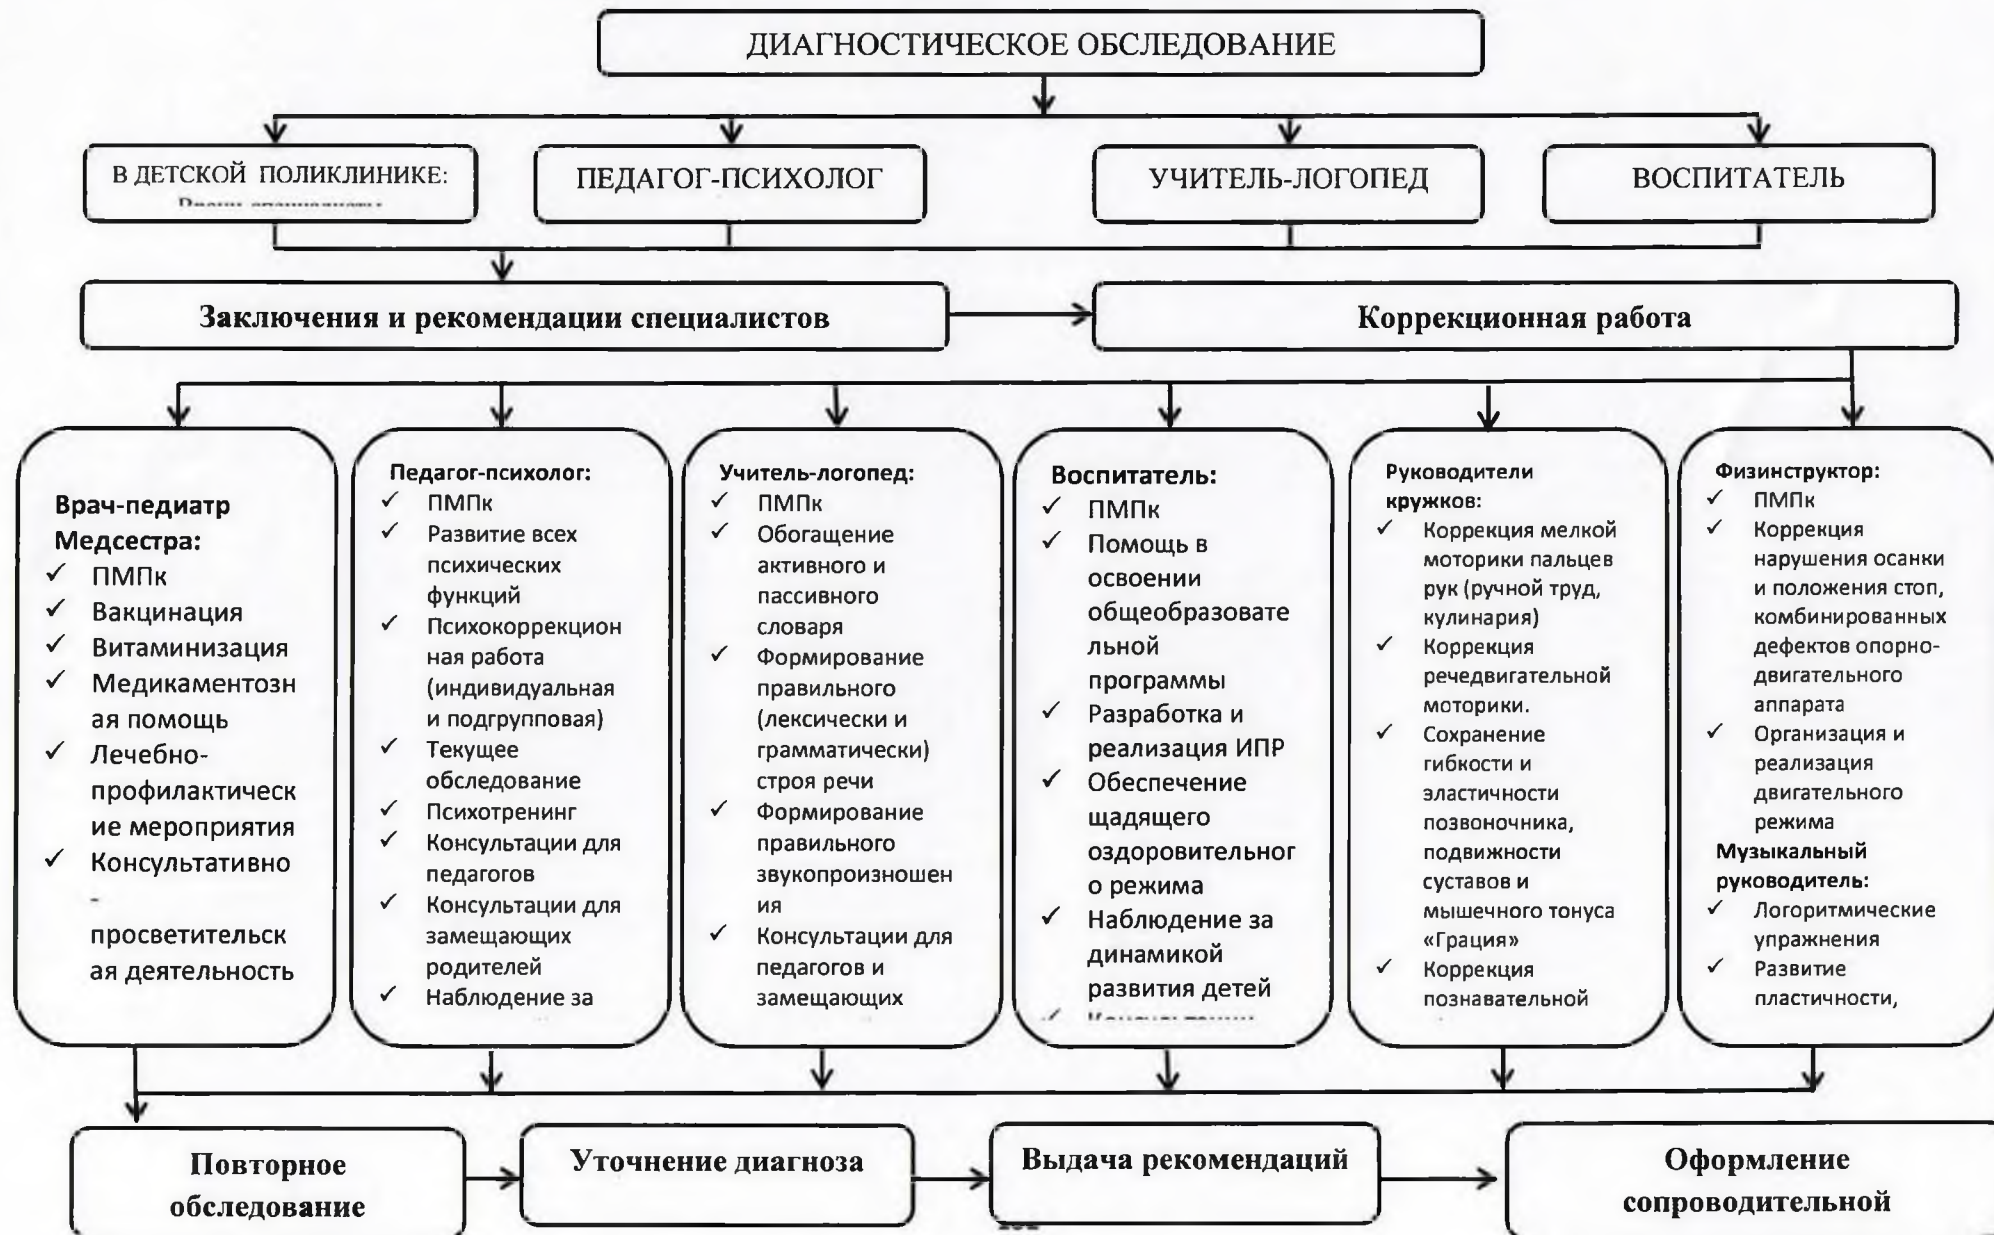 ДИАГНОСТИЧЕСКОЕ ОБСЛЕДОВАНИЕ
В ДЕТСКОЙ ПОЛИКЛИНИКЕ:
ПЕДАГОГ-ПСИХОЛОГ
УЧИТЕЛЬ-ЛОГОПЕД
ВОСПИТАТЕЛЬ
Заключения и рекомендации специалистов
Коррекционная работа
Врач-педиатр
Медсестра:
✓ ПМПк
✓ Вакцинация
✓ Витаминизация
✓ Медикаментозн
ая помощь
✓ Лечебно-
профилактическ
ие мероприятия
✓ Консультативно
-
просветительск
ая деятельность
Педагог-психолог:
✓ ПМПк
✓ Развитие всех
психических
функций
✓ Психокоррекцион
ная работа
(индивидуальная
и подгрупповая)
✓ Текущее
обследование
✓ Психотренинг
✓ Консультации для
педагогов
✓ Консультации для
замещающих
родителей
✓ Наблюдение за
Учитель-логопед:
✓ ПМПк
✓ Обогащение
активного и
пассивного
словаря
✓ Формирование
правильного
(лексически и
грамматически)
строя речи
✓ Формирование
правильного
звукопроизношен
ия
✓ Консультации для
педагогов и
замещающих
Воспитатель:
✓ ПМПк
✓ Помощь в
освоении
общеобразовате
льной
программы
✓ Разработка и
реализация ИПР
✓ Обеспечение
щадящего
оздоровительног
о режима
✓ Наблюдение за
динамикой
развития детей
Руководители
кружков:
✓ Коррекция мелкой
моторики пальцев
рук (ручной труд,
кулинария)
✓ Коррекция
речедвигательной
моторики.
✓ Сохранение
гибкости и
эластичности
позвоночника,
подвижности
суставов и
мышечного тонуса
«Грация»
✓ Коррекция
познавательной
Физинструктор:
✓ ПМПк
✓ Коррекция
нарушения осанки
и положения стоп,
комбинированных
дефектов опорно-
двигательного
аппарата
✓ Организация и
реализация
двигательного
режима
Музыкальный
руководитель:
✓ Логоритмические
упражнения
✓ Развитие
пластичности,
Повторное
обследование
Уточнение диагноза
Выдача рекомендаций
Оформление
сопроводительной